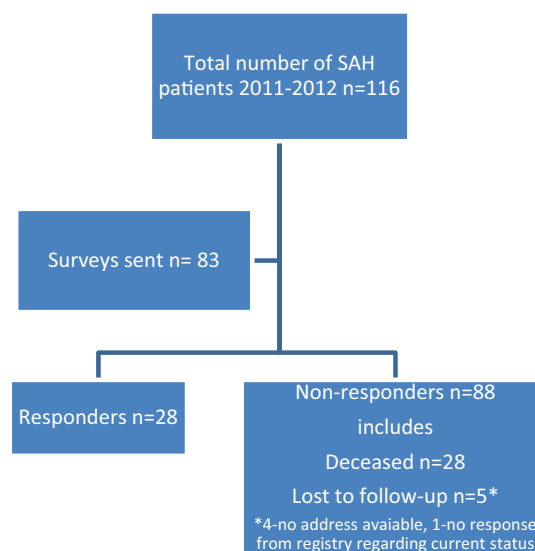 Total number of SAH
patients 2011-2012 n=116
Surveys sent n= 83
Responders n=28
Non-responders n=88
includes
Deceased n=28
Lost to follow-up n=5*
*4-no address avaiable, 1-no response
from registry regarding current status